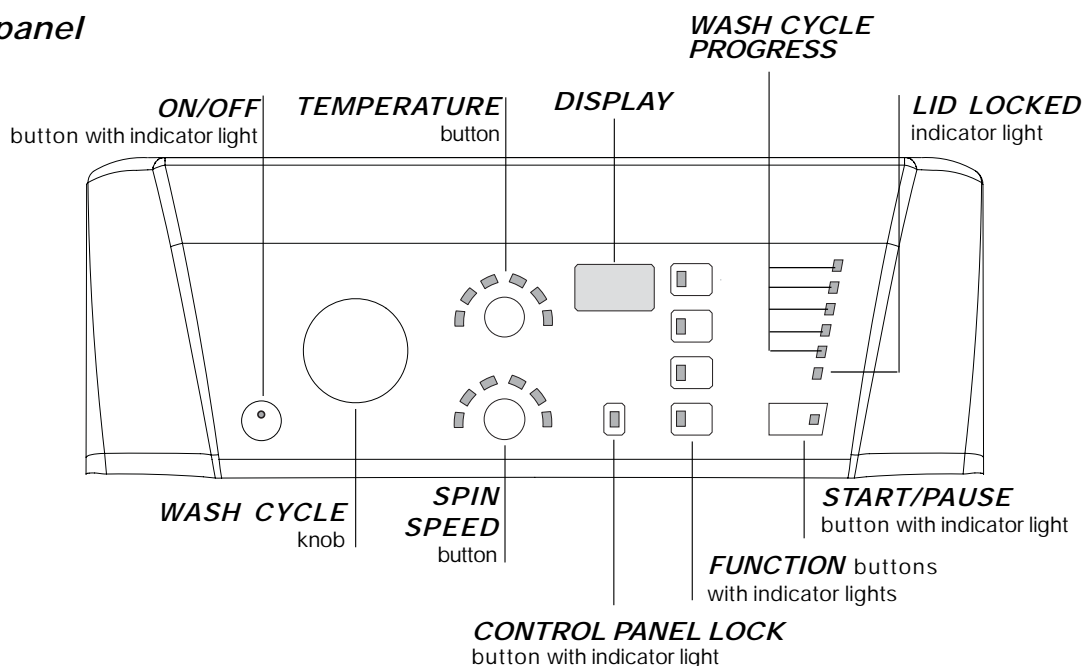 panel
WASH CYCLE
PROGRESS
ON/OFF
button with indicator light
TEMPERATURE
button
DISPLAY
LID LOCKED
indicator light
WASH CYCLE
knob
SPIN
SPEED
button
START/PAUSE
button with indicator light
FUNCTION buttons
with indicator lights
CONTROL PANEL LOCK
button with indicator light